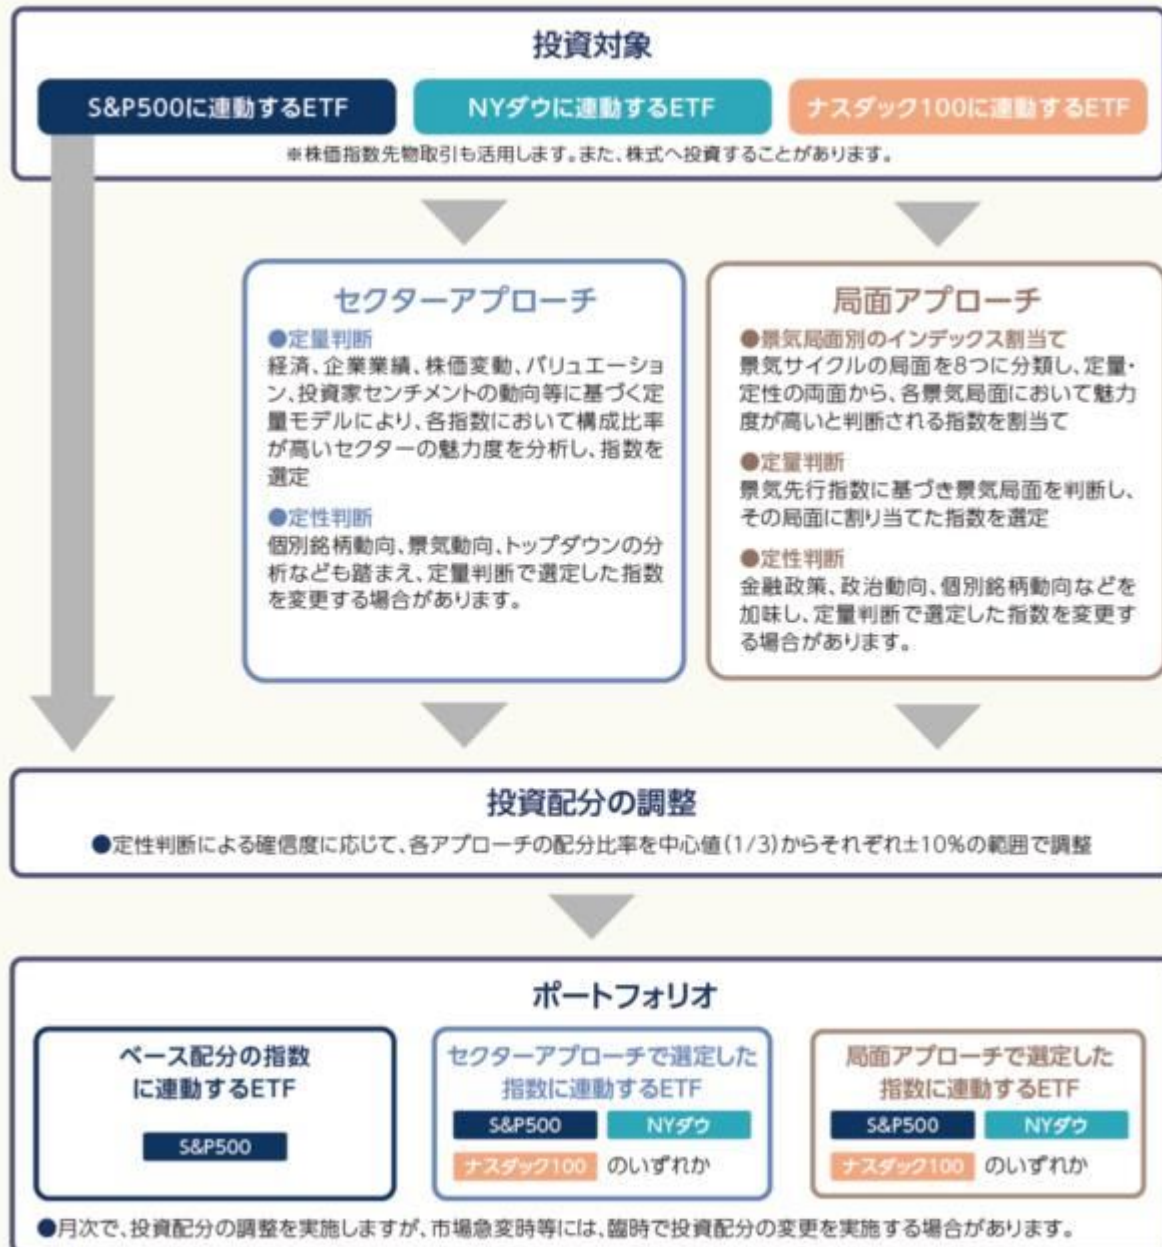 投資対象
S&P500に連動するETF
NYダウに連動するETF
ナスダック100に連動するETF
※株価指数先物取引も活用します。また、株式へ投資することがあります。
セクターアプローチ
●定量判断
経済、企業業績、株価変動、バリュエーショ
ン、投資家センチメントの動向等に基づく定
量モデルにより、各指数において構成比率
が高いセクターの魅力度を分析し、指数を
選定
●定性判断
個別銘柄動向、景気動向、トップダウンの分
析なども踏まえ、定量判断で選定した指数
を変更する場合があります。
局面アプローチ
●景気局面別のインデックス割当て
景気サイクルの局面を8つに分類し、定量・
定性の両面から、各景気局面において魅力
度が高いと判断される指数を割当て
●定量判断
景気先行指数に基づき景気局面を判断し、
その局面に割り当てた指数を選定
●定性判断
金融政策、政治動向、個別銘柄動向などを
加味し、定量判断で選定した指数を変更す
る場合があります。
投資配分の調整
●定性判断による確信度に応じて、各アプローチの配分比率を中心値(1/3)からそれぞれ±10%の範囲で調整
ポートフォリオ
ベース配分の指数
に連動するETF
S&P500
セクターアプローチで選定した
指数に連動するETF
S&P500 NYダウ
ナスダック100 のいずれか
局面アプローチで選定した
指数に連動するETF
S&P500 NYダウ
ナスダック100 のいずれか
●月次で、投資配分の調整を実施しますが、市場急変時等には、臨時で投資配分の変更を実施する場合があります。